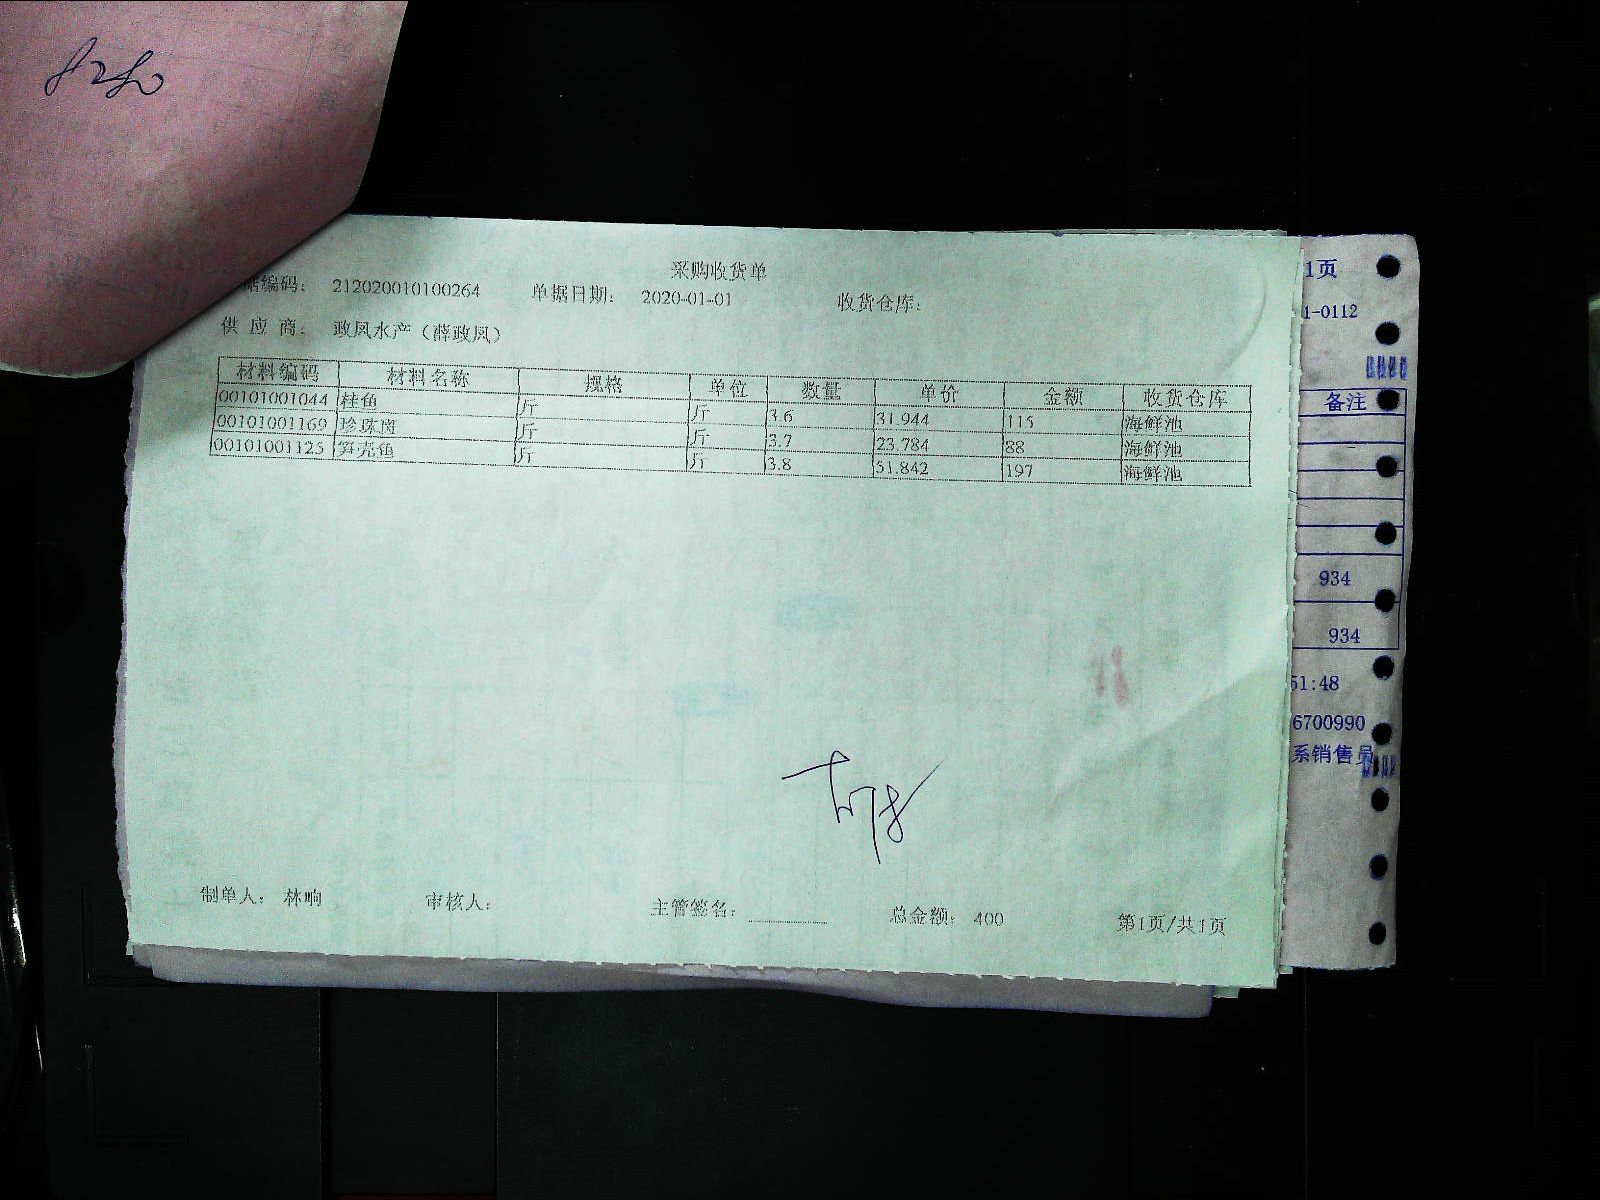 8280
采购收货单
据编码： 212020010100264 单据日期： 2020-01-01 收货仓库：
供应商： 政凤水产（薛政凤）
材料编码 材料名称 规格 单位 数量 单价 金额 收货仓库
00101001044 桂鱼 斤 斤 3.6 31.944 115 海鲜池
00101001169 珍珠斑 斤 斤 3.7 23.784 88 海鲜池
00101001125 笋壳鱼 斤 斤 3.8 51.842 197 海鲜池
制单人： 林响 审核人： 主管签名： 总金额： 400 第1页/共1页
1页
1-0112
备注
934
934
51:48
6700990
系销售员